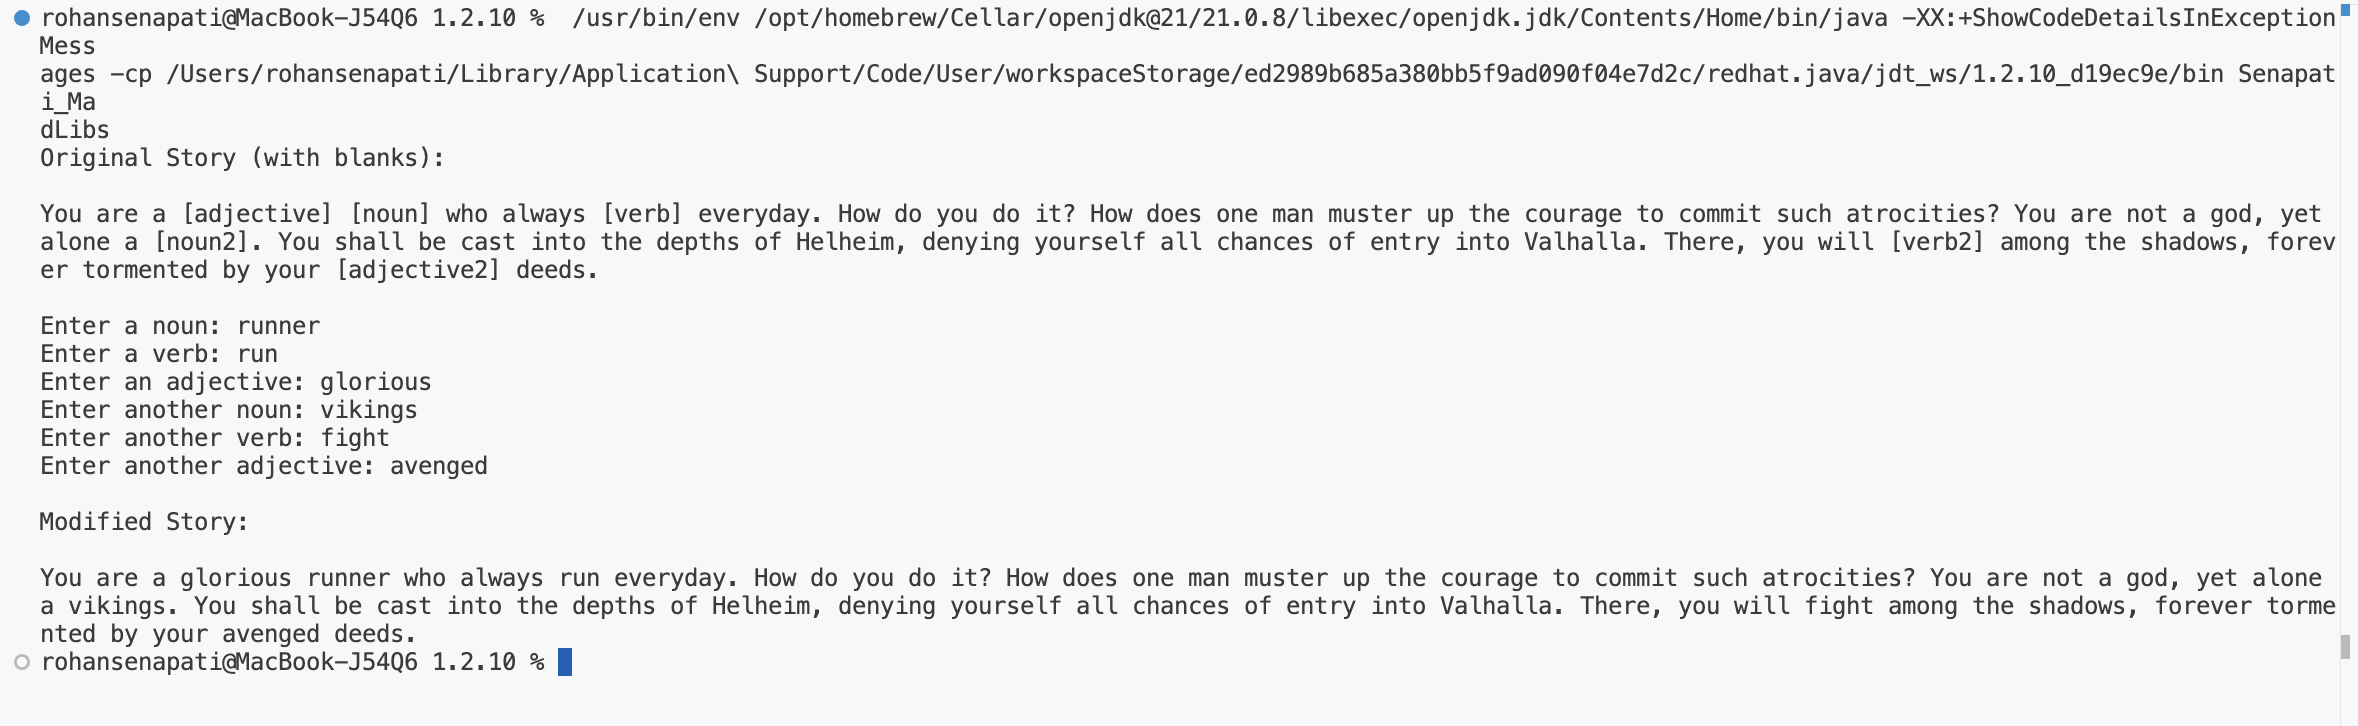 rohansenapati@MacBook-J54Q6 1.2.10 %  /usr/bin/env /opt/homebrew/Cellar/openjdk@21/21.0.8/libexec/openjdk.jdk/Contents/Home/bin/java -XX:+ShowCodeDetailsInException
Mess
ages -cp /Users/rohansenapati/Library/Application\ Support/Code/User/workspaceStorage/ed2989b685a380bb5f9ad090f04e7d2c/redhat.java/jdt_ws/1.2.10_d19ec9e/bin Senapat
i_Ma
dLibs
Original Story (with blanks):

You are a [adjective] [noun] who always [verb] everyday. How do you do it? How does one man muster up the courage to commit such atrocities? You are not a god, yet
alone a [noun2]. You shall be cast into the depths of Helheim, denying yourself all chances of entry into Valhalla. There, you will [verb2] among the shadows, forev
er tormented by your [adjective2] deeds.

Enter a noun: runner
Enter a verb: run
Enter an adjective: glorious
Enter another noun: vikings
Enter another verb: fight
Enter another adjective: avenged

Modified Story:

You are a glorious runner who always run everyday. How do you do it? How does one man muster up the courage to commit such atrocities? You are not a god, yet alone
a vikings. You shall be cast into the depths of Helheim, denying yourself all chances of entry into Valhalla. There, you will fight among the shadows, forever torme
nted by your avenged deeds.
rohansenapati@MacBook-J54Q6 1.2.10 %